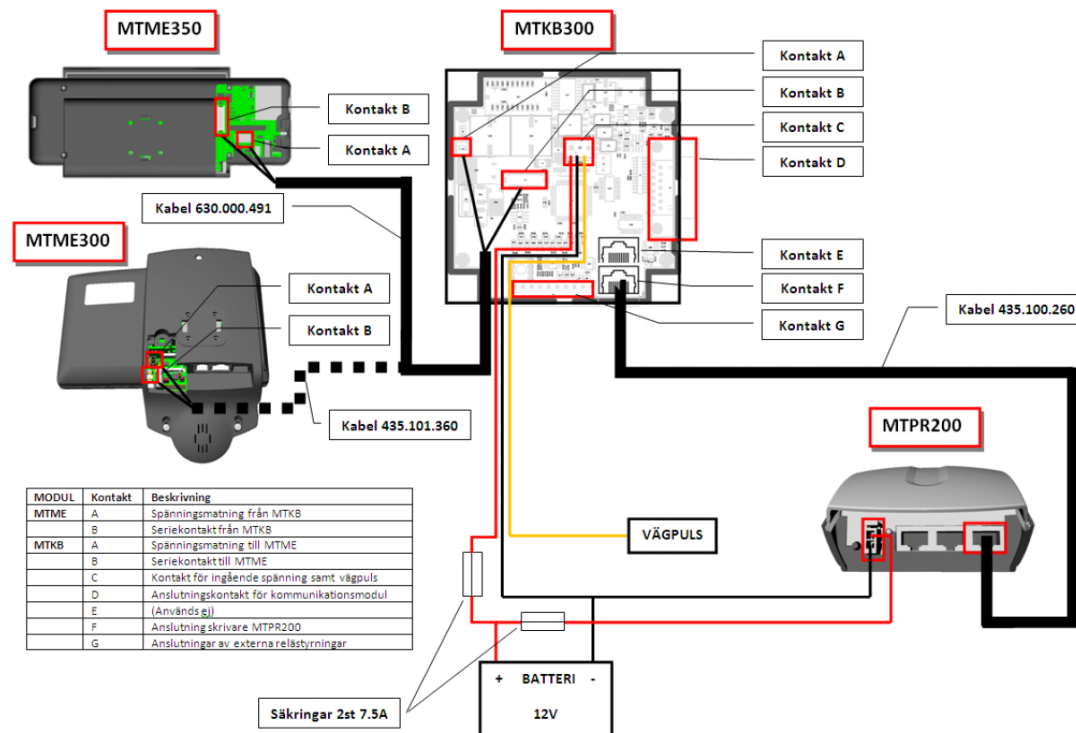 MTME350
MTKB300
Kontakt A
Kontakt B
Kontakt B
Kontakt C
Kontakt A
Kontakt D
Kabel 630.000.491
MTME300
Kontakt E
Kontakt A
Kontakt F
Kabel 435.100.260
Kontakt B
Kontakt G
Kabel 435.101.360
MTPR200
MODUL Kontakt Beskrivning
MTME A Spänningsmatning från MTKB
B Seriekontakt från MTKB
MTKB A Spänningsmatning till MTME
B Seriekontakt till MTME
C Kontakt för ingående spänning samt vägpuls
D Anslutningskontakt för kommunikationsmodul
E (Används ej)
F Anslutning skrivare MTPR200
G Anslutningar av externa relästyrningar
VÄGPULS
+ BATTERI -
12V
Säkringar 2st 7.5A